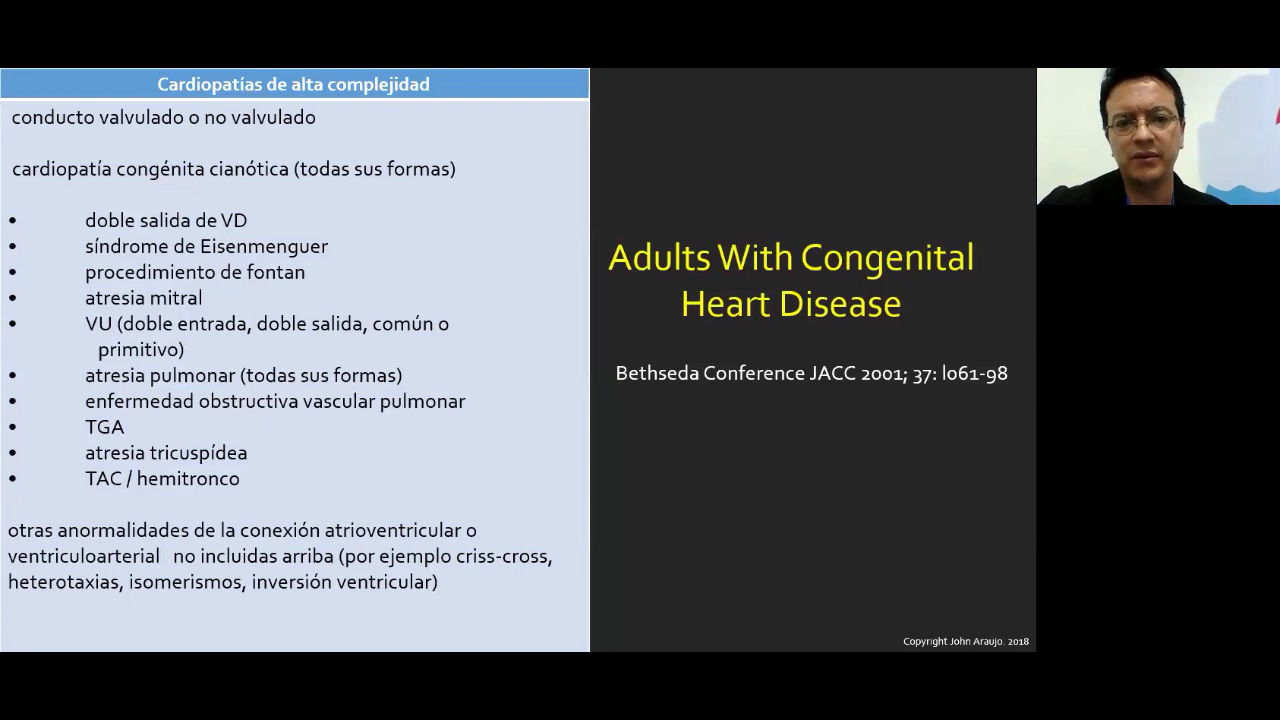 Cardiopatías de alta complejidad
conducto valvulado o no valvulado
cardiopatía congénita cianótica (todas sus formas)
• doble salida de VD
• síndrome de Eisenmenguer
• procedimiento de fontan
• atresia mitral
• VU (doble entrada, doble salida, común o
primitivo)
• atresia pulmonar (todas sus formas)
• enfermedad obstructiva vascular pulmonar
• TGA
• atresia tricuspídea
• TAC / hemitronco
otras anormalidades de la conexión atrioventricular o
ventriculoarterial no incluidas arriba (por ejemplo criss-cross,
heterotaxias, isomerismos, inversión ventricular)
Adults With Congenital
Heart Disease
Bethseda Conference JACC 2001; 37: l061-98
Copyright John Araujo. 2018